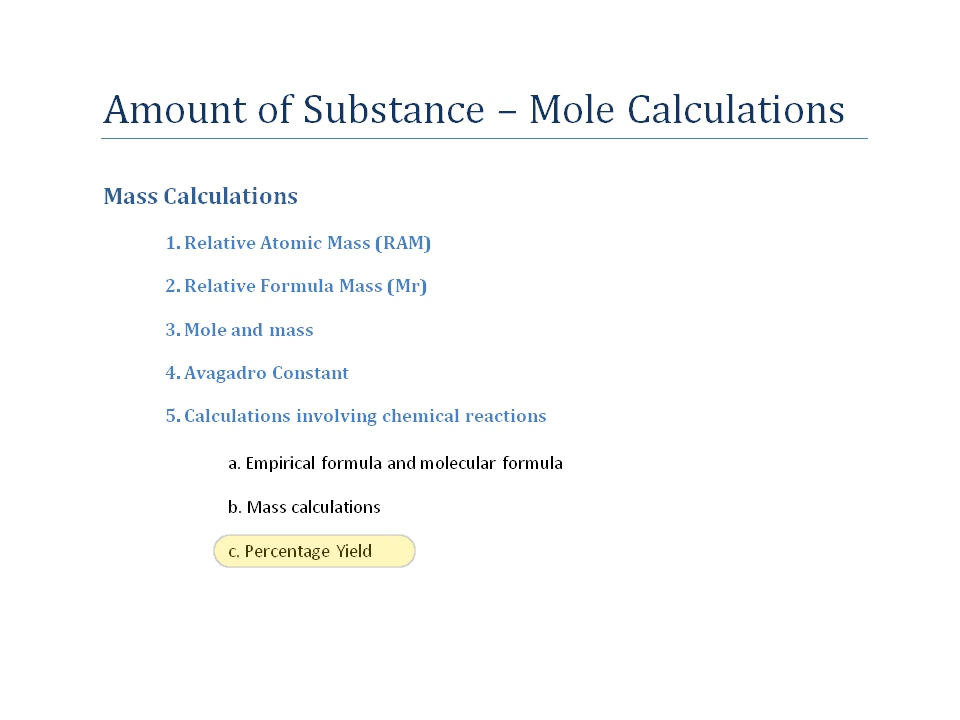 Amount of Substance – Mole Calculations
Mass Calculations
1. Relative Atomic Mass (RAM)
2. Relative Formula Mass (Mr)
3. Mole and mass
4. Avagadro Constant
5. Calculations involving chemical reactions
a. Empirical formula and molecular formula
b. Mass calculations
c. Percentage Yield